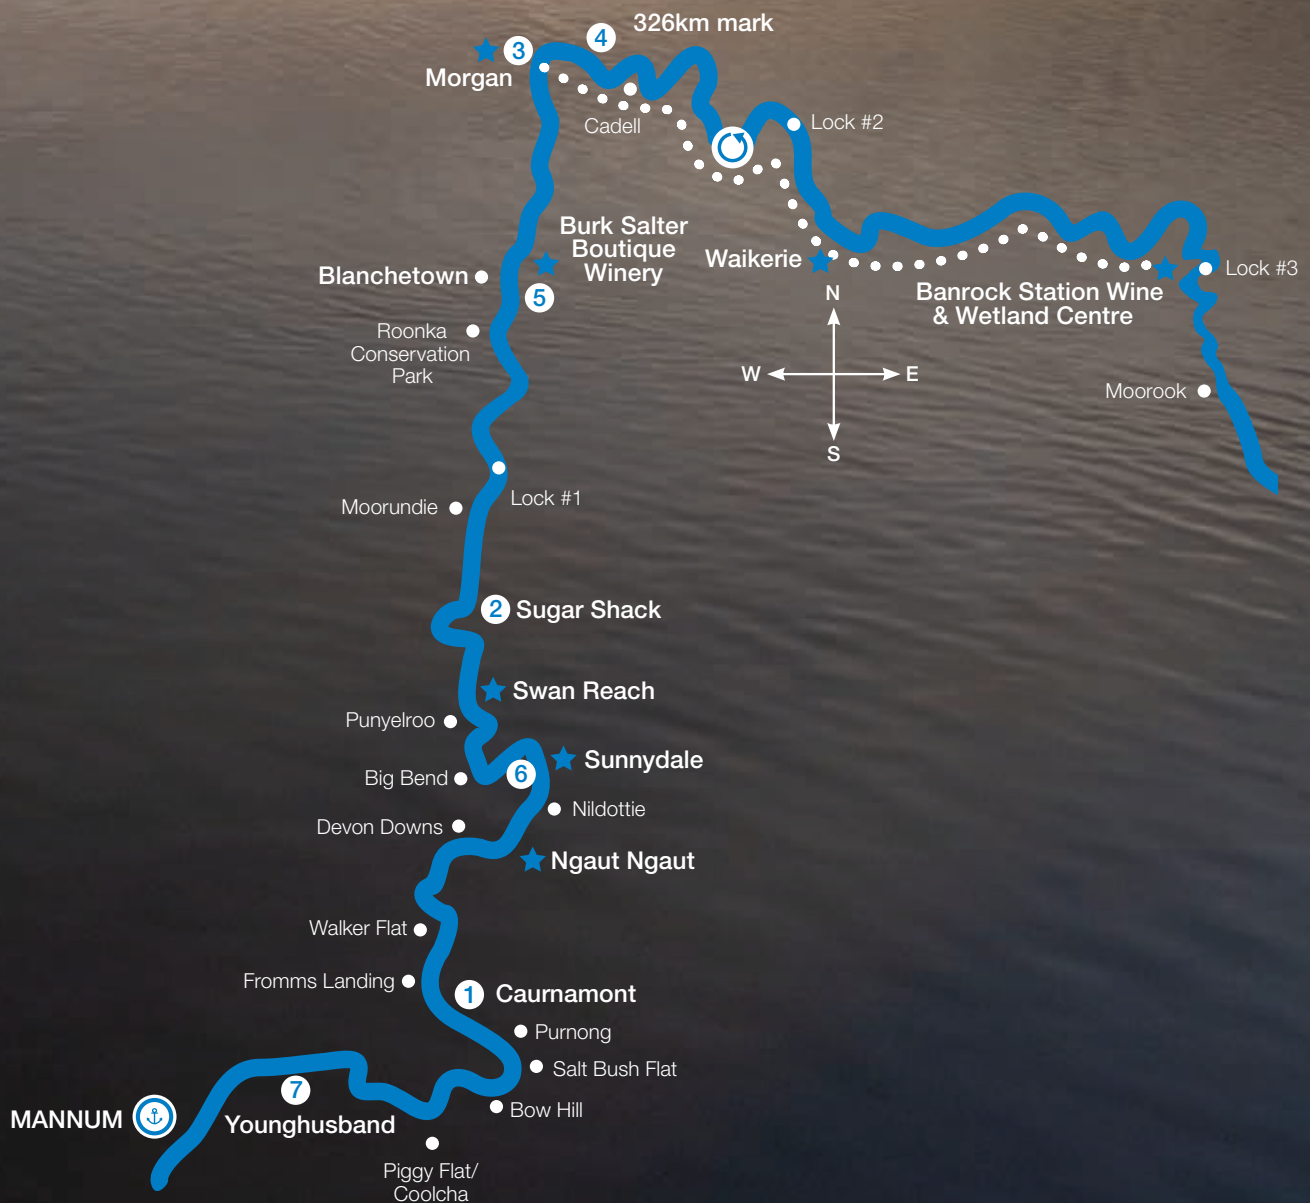 326km mark
4
3
Morgan
Cadell
Lock #2
Burk Salter
Boutique
Winery
Waikerie
Blanchetown
5
Lock #3
Banrock Station Wine
& Wetland Centre
N
W
E
S
Roonka
Conservation
Park
Moorook
Lock #1
Moorundie
2 Sugar Shack
Swan Reach
Punyelroo
Sunnydale
6
Big Bend
Nildottie
Devon Downs
Ngaut Ngaut
Walker Flat
Fromms Landing
1 Caurnamont
Purnong
Salt Bush Flat
7
Bow Hill
MANNUM
Younghusband
Piggy Flat/
Coolcha